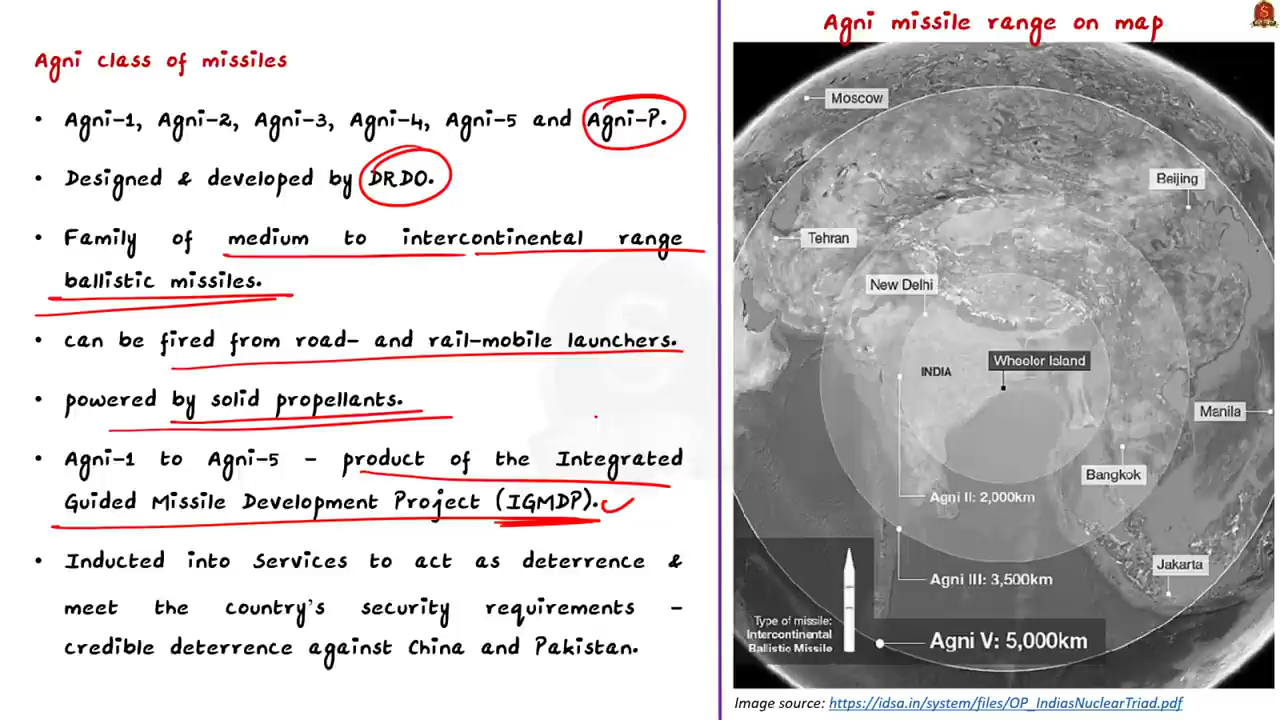 Agni class of missiles
• Agni-1, Agni-2, Agni-3, Agni-4, Agni-5 and Agni-P.
• Designed & developed by DRDO.
• Family of medium to intercontinental range
ballistic missiles.
• can be fired from road- and rail-mobile launchers.
• powered by solid propellants.
• Agni-1 to Agni-5 - product of the Integrated
Guided Missile Development Project (IGMDP).
• Inducted into Services to act as deterrence &
meet the country's security requirements -
credible deterrence against China and Pakistan.
Agni missile range on map
Moscow
Beijing
Tehran
New Delhi
Wheeler Island
INDIA
Manila
Bangkok
Agni II: 2,000km
Jakarta
Agni III: 3,500km
Type of missile:
Intercontinental
Ballistic Missile
Agni V: 5,000km
Image source: https://idsa.in/system/files/OP_IndiasNuclearTriad.pdf